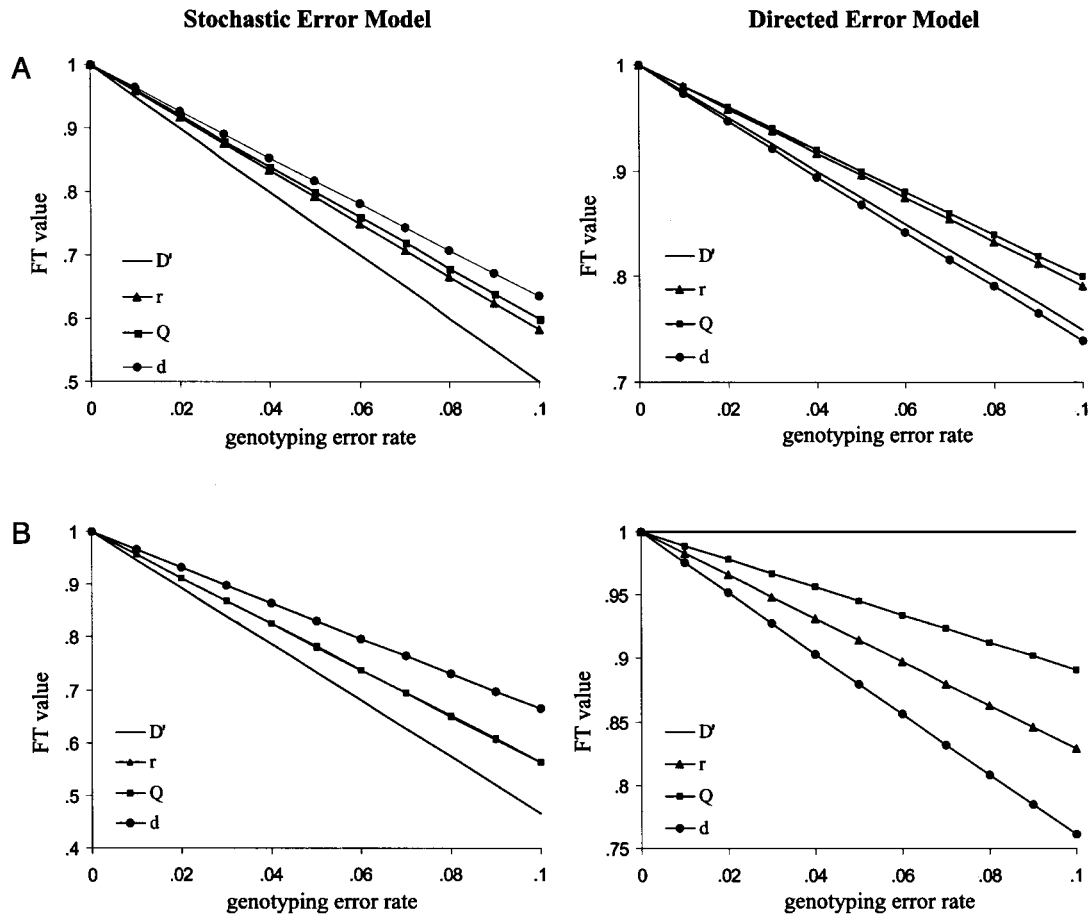 Stochastic Error Model
Directed Error Model
A
1
.9
.8
.7
.6
.5
FT value
D'
r
Q
d
0
.02
.04
.06
.08
.1
genotyping error rate
1
.9
.8
.7
FT value
D'
r
Q
d
0
.02
.04
.06
.08
.1
genotyping error rate
B
1
.9
.8
.7
.6
.5
.4
FT value
D'
r
Q
d
0
.02
.04
.06
.08
.1
genotyping error rate
1
.95
.9
.85
.8
.75
FT value
D'
r
Q
d
0
.02
.04
.06
.08
.1
genotyping error rate